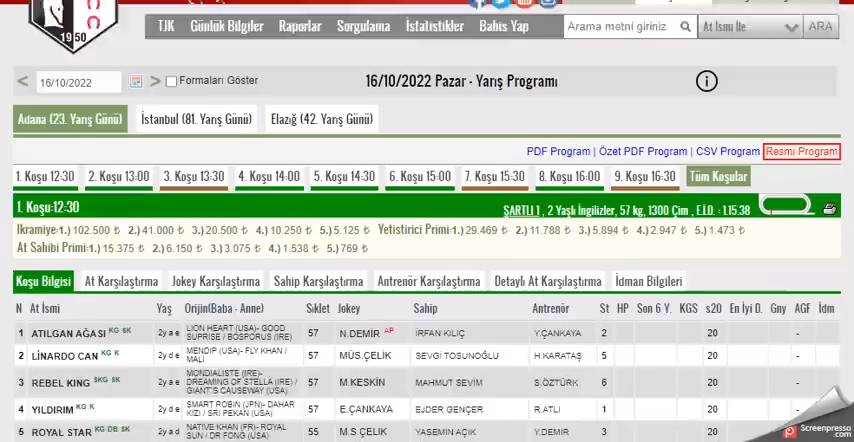 C
C
19 50
TJK Günlük Bilgiler Raporlar Sorgulama İstatistikler Bahis Yap Arama metni giriniz At İsmi İle ARA
< 16/10/2022 > Formaları Göster 16/10/2022 Pazar - Yarış Programı
Adana (23. Yarış Günü) İstanbul (81. Yarış Günü) Elazığ (42. Yarış Günü)
PDF Program | Özet PDF Program | CSV Program Resmi Program
1. Koşu 12:30 2. Koşu 13:00 3. Koşu 13:30 4. Koşu 14:00 5. Koşu 14:30 6. Koşu 15:00 7. Koşu 15:30 8. Koşu 16:00 9. Koşu 16:30 Tüm Koşular
1. Koşu:12:30 ŞARTLI 1 , 2 Yaşlı İngilizler, 57 kg, 1300 Çim , E.İ.D. : 1.15.38
Ikramiye:1.) 102.500 ₺ 2.) 41.000 ₺ 3.) 20.500 ₺ 4.) 10.250 ₺ 5.) 5.125 ₺ Yetistirici Primi:1.) 29.469 ₺ 2.) 11.788 ₺ 3.) 5.894 ₺ 4.) 2.947 ₺ 5.) 1.473 ₺
At Sahibi Primi:1.) 15.375 ₺ 2.) 6.150 ₺ 3.) 3.075 ₺ 4.) 1.538 ₺ 5.) 769 ₺
Koşu Bilgisi At Karşılaştırma Jokey Karşılaştırma Sahip Karşılaştırma Antrenör Karşılaştırma Detaylı At Karşılaştırma İdman Bilgileri
N At İsmi Yaş Orijin(Baba - Anne) Sıklet Jokey Sahip Antrenör St HP Son 6 Y. KGS s20 En İyi D. Gny AGF İdm
1 ATILGAN AĞASI KG SK 2y a e LION HEART (USA)- GOOD SUPRISE / BOSPORUS (IRE) 57 N.DEMİR AP İRFAN KILIÇ Y.ÇANKAYA 2 20 -
2 LİNARDO CAN KG K 2y d e MENDIP (USA)- FLY KHAN / MALI 57 MÜS.ÇELİK SEVGİ TOSUNOĞLU H.KARATAŞ 5 20 -
3 REBEL KING SKG SK 2y a e MONDIALISTE (IRE)- DREAMING OF STELLA (IRE) / GIANT'S CAUSEWAY (USA) 57 M.KESKİN MAHMUT SEVİM S.ÖZTÜRK 6 20 -
4 YILDIRIM KG K 2y d e SMART ROBIN (JPN)- DAHAR KIZI / SRI PEKAN (USA) 57 E.ÇANKAYA EJDER GENÇER R.ATLI 1 20 -
5 ROYAL STAR KG DB SK 2y a d NATIVE KHAN (FR)- ROYAL SUN / DR FONG (USA) 55 M.S.ÇELİK YASEMİN AÇIK Y.DEMİR 3 20
Screenpresso
.com